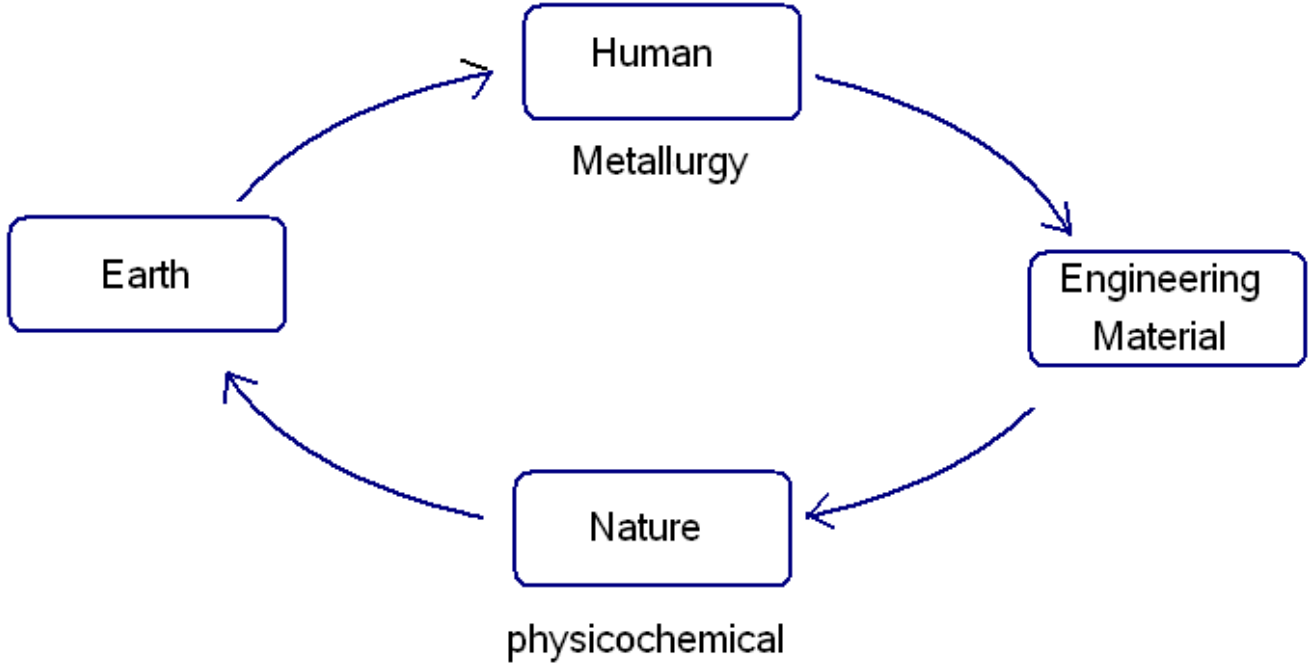 Human
Metallurgy
Earth
Engineering
Material
Nature
physicochemical